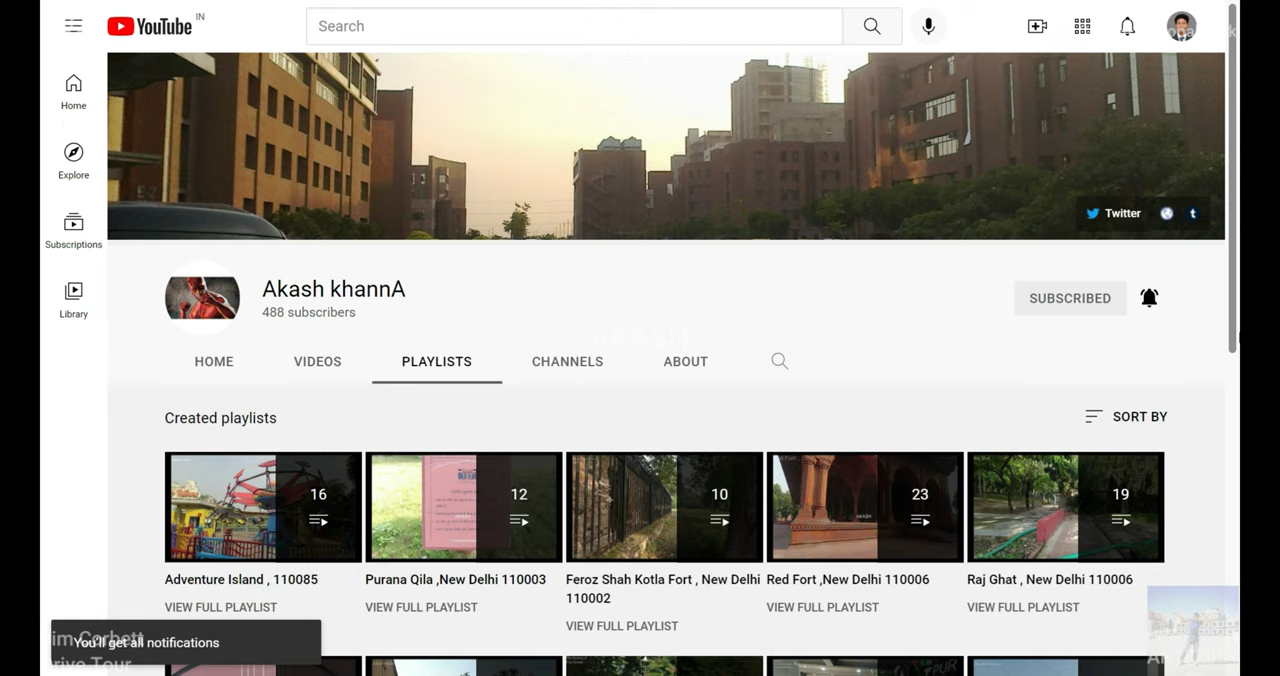 YouTube IN
Search
Home
Explore
Subscriptions
Library
Twitter
Akash khannA
488 subscribers
SUBSCRIBED
HOME VIDEOS PLAYLISTS CHANNELS ABOUT
Created playlists
SORT BY
16 12 10 23 19
Adventure Island , 110085
VIEW FULL PLAYLIST
Purana Qila ,New Delhi 110003
VIEW FULL PLAYLIST
Feroz Shah Kotla Fort , New Delhi
110002
VIEW FULL PLAYLIST
Red Fort ,New Delhi 110006
VIEW FULL PLAYLIST
Raj Ghat , New Delhi 110006
VIEW FULL PLAYLIST
You'll get all notifications
Corbett
Tour